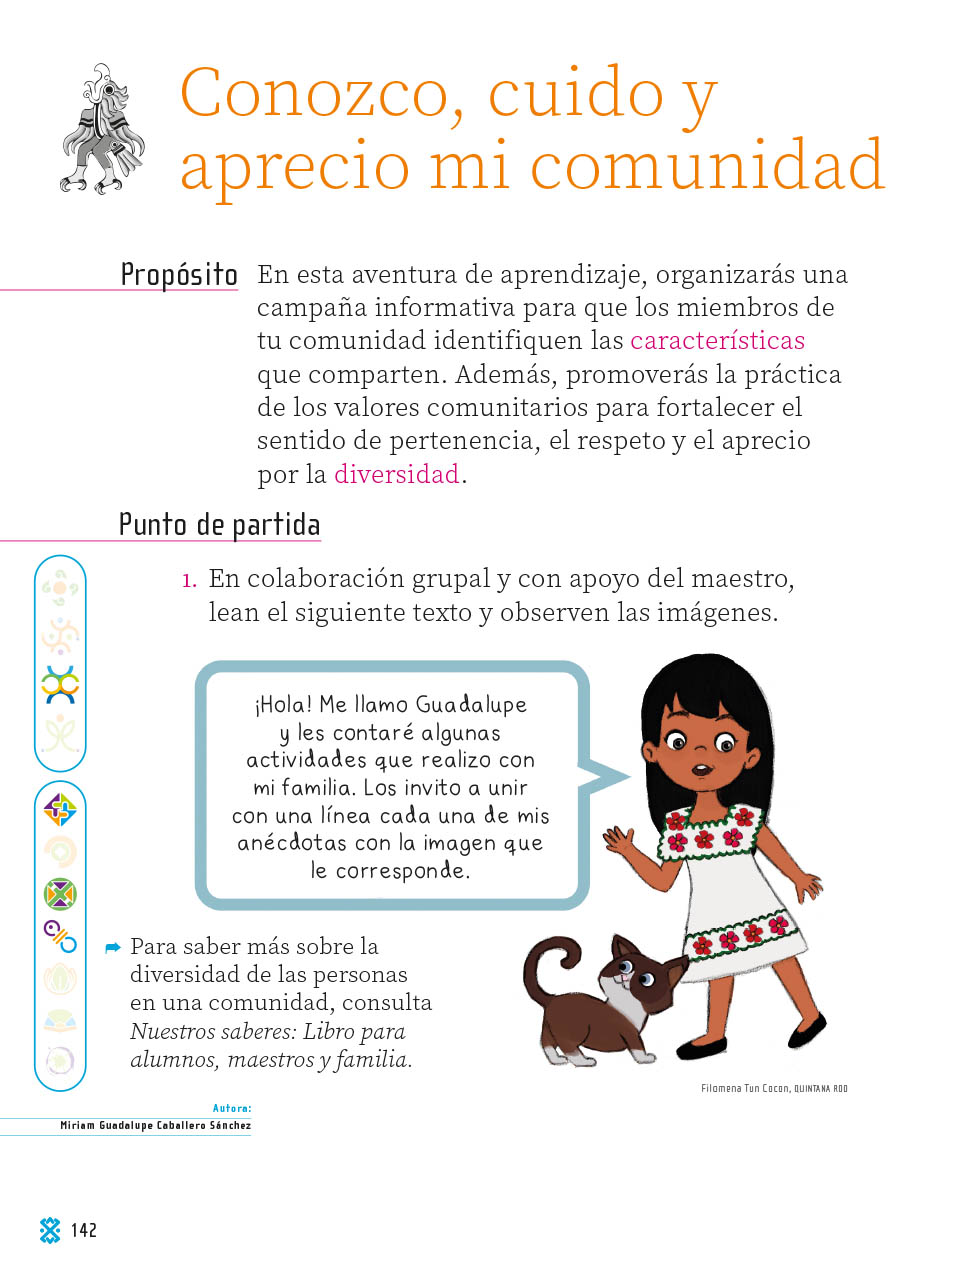 Conozco, cuido y
aprecio mi comunidad
Propósito
En esta aventura de aprendizaje, organizarás una
campaña informativa para que los miembros de
tu comunidad identifiquen las características
que comparten. Además, promoverás la práctica
de los valores comunitarios para fortalecer el
sentido de pertenencia, el respeto y el aprecio
por la diversidad.
Punto de partida
1. En colaboración grupal y con apoyo del maestro,
lean el siguiente texto y observen las imágenes.
¡Hola! Me llamo Guadalupe
y les contaré algunas
actividades que realizo con
mi familia. Los invito a unir
con una línea cada una de mis
anécdotas con la imagen que
le corresponde.
Para saber más sobre la
diversidad de las personas
en una comunidad, consulta
Nuestros saberes: Libro para
alumnos, maestros y familia.
Filomena Tun Cocon, QUINTANA ROO
Autora:
Miriam Guadalupe Caballero Sánchez
142